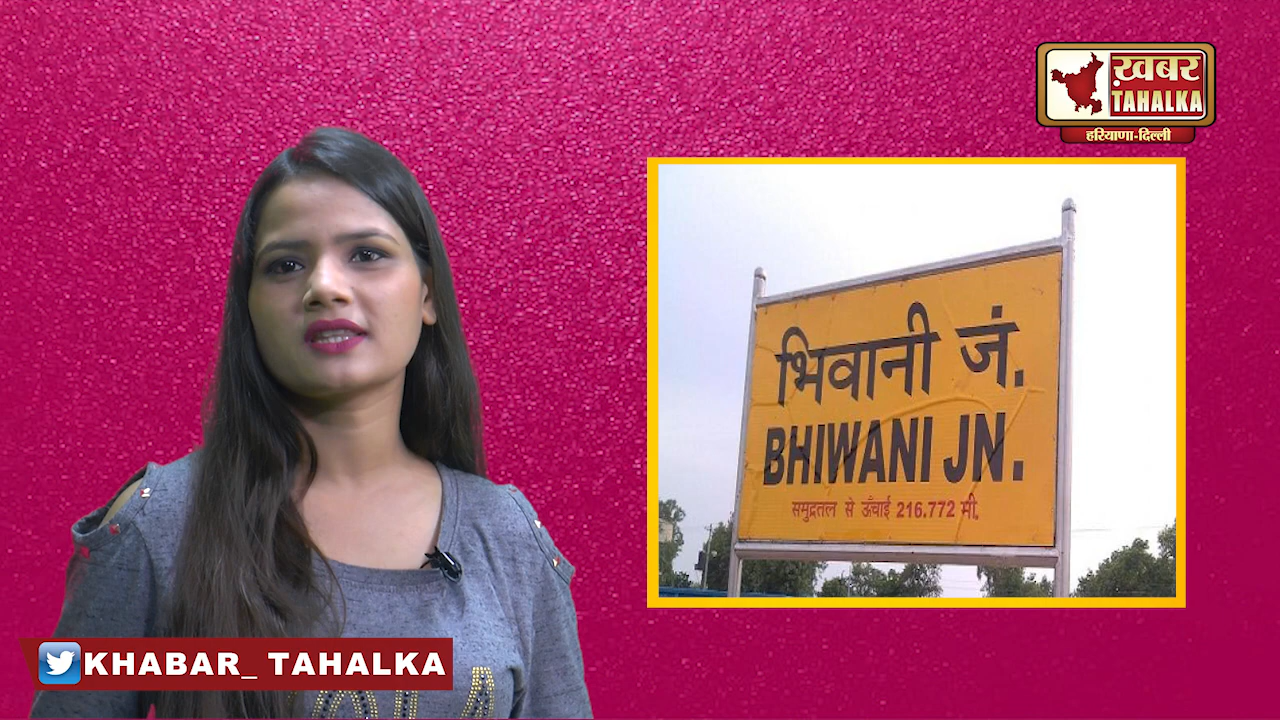 ख़बर
TAHALKA
हरियाणा-दिल्ली
भिवानी जं.
BHIWANI JN.
समुद्रतल से ऊँचाई 216.772 मी.
KHABAR_ TAHALKA